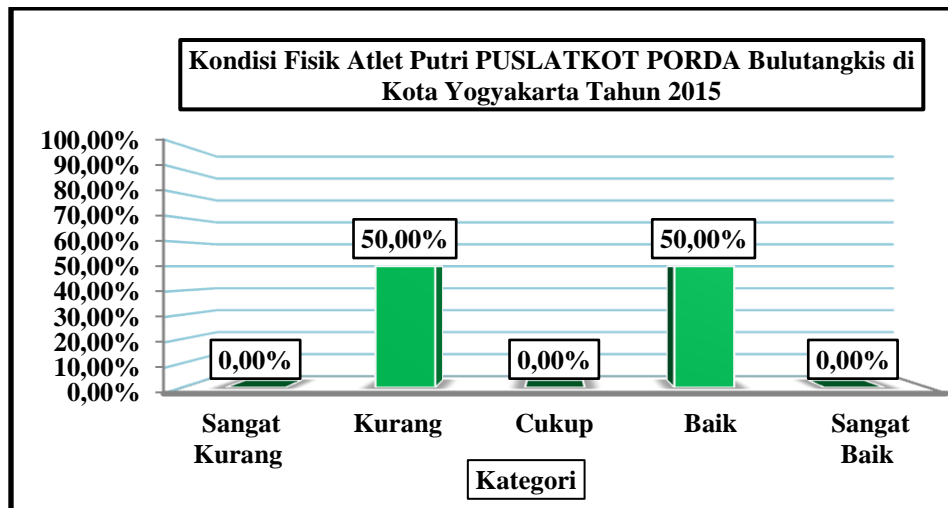 Kondisi Fisik Atlet Putri PUSLATKOT PORDA Bulutangkis di
Kota Yogyakarta Tahun 2015
100,00%
90,00%
80,00%
70,00%
60,00%
50,00%
40,00%
30,00%
20,00%
10,00%
0,00%
0,00%
50,00%
0,00%
50,00%
0,00%
Sangat
Kurang
Kurang
Cukup
Baik
Sangat
Baik
Kategori